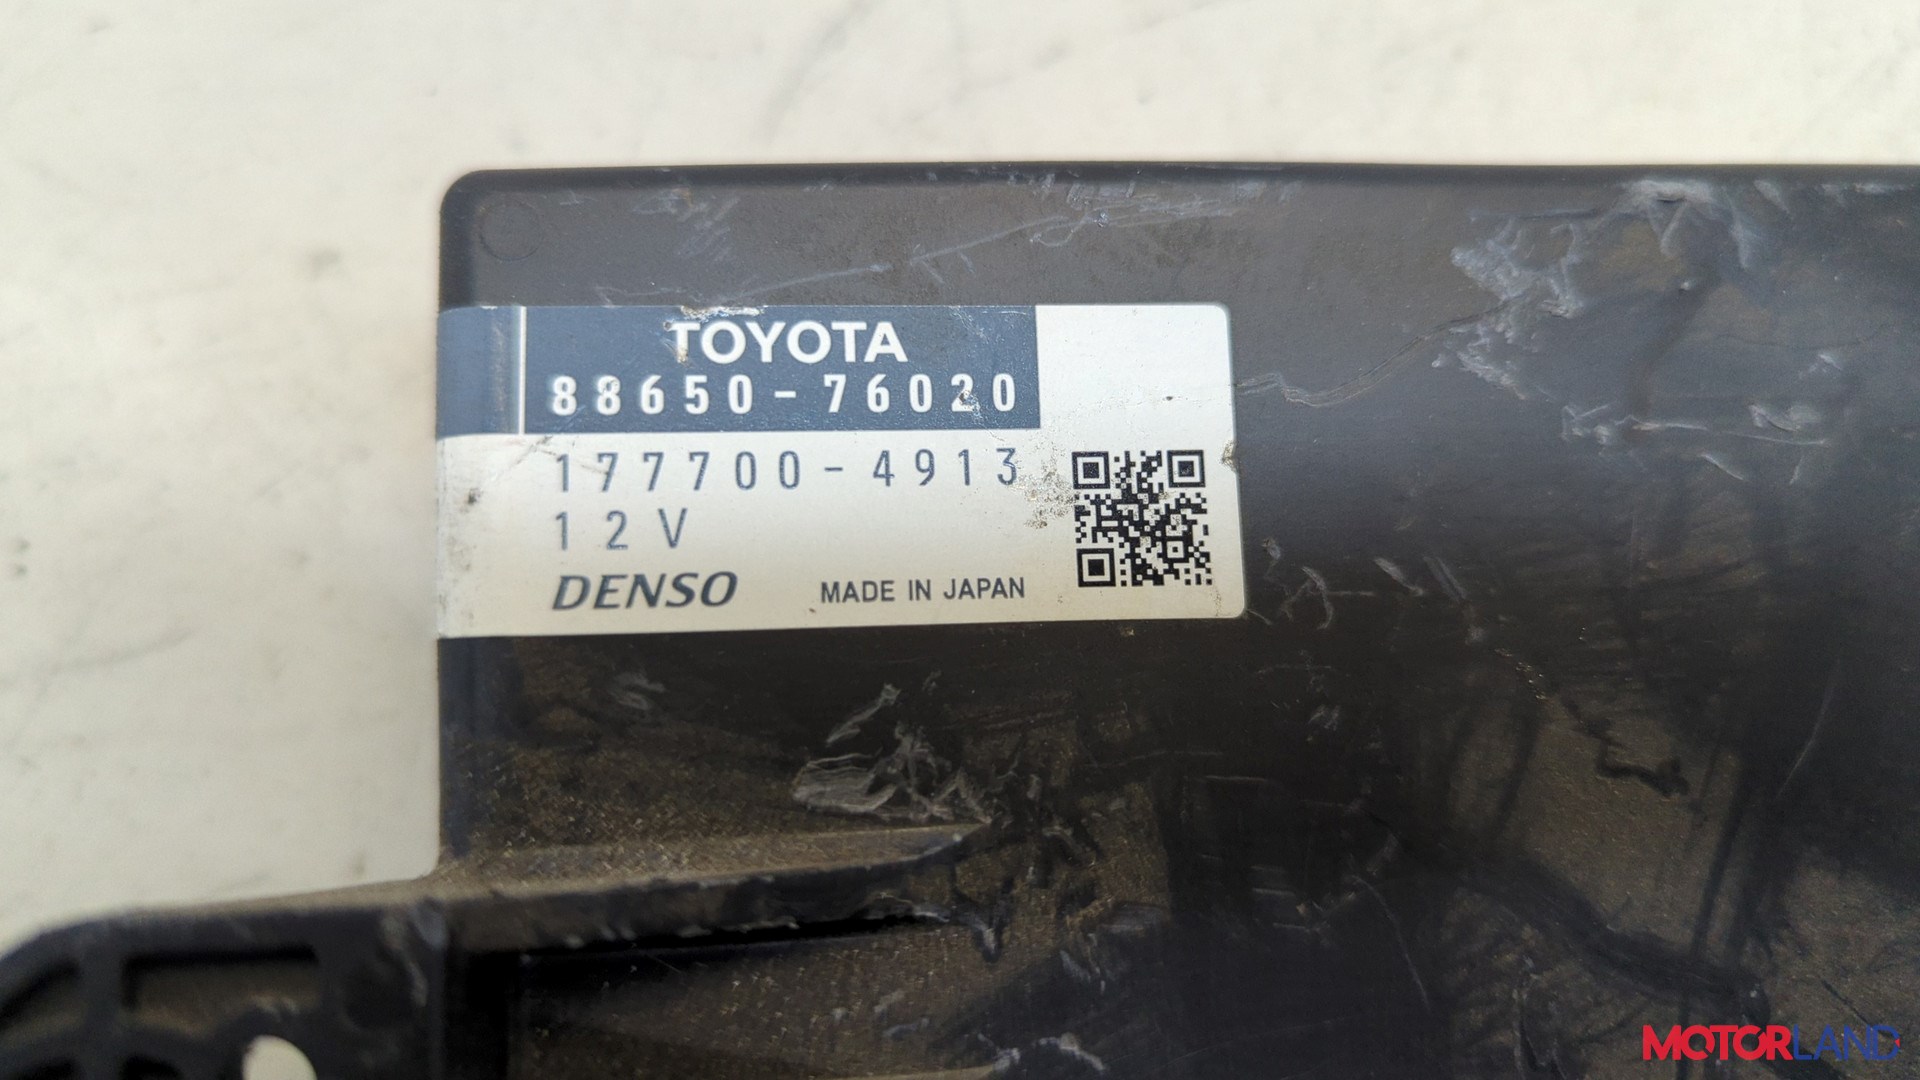 TOYOTA
88650-76020
177700-4913
12V
DENSO MADE IN JAPAN
MOTORLAND